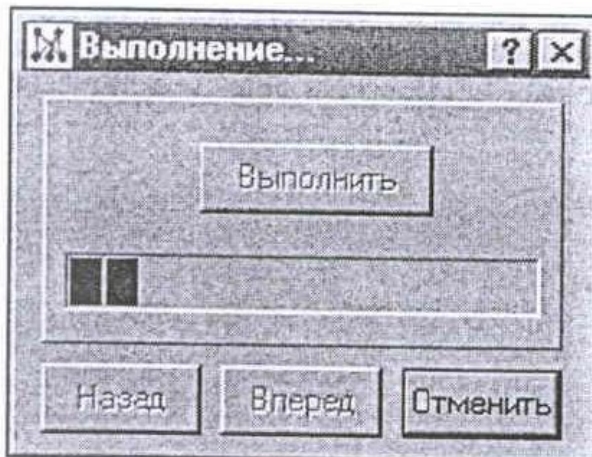 Выполнение...
Выполнить
Назад Вперед Отменить